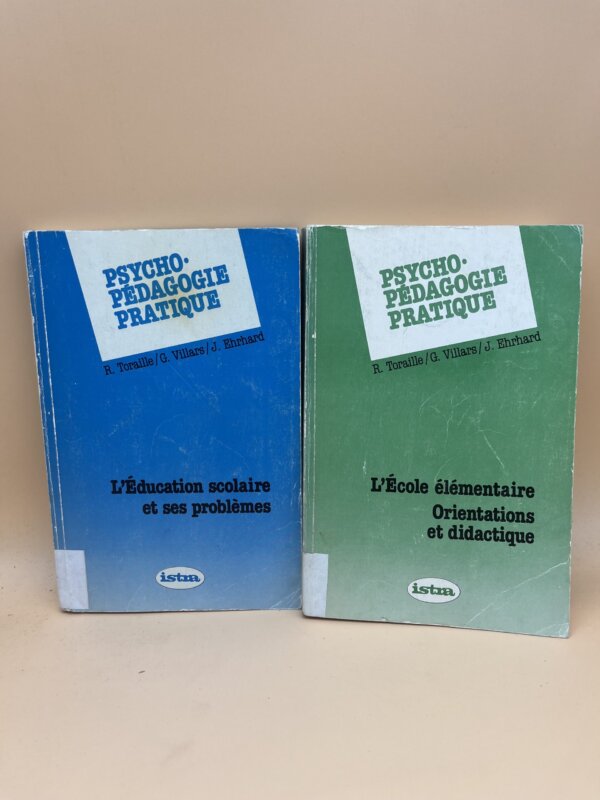 PSYCHO•
PÉDAGOGIE
PRATIQUE
R. Toraille/G. Villars/J. Ehrhard
L'Éducation scolaire
et ses problèmes
istra
PSYCHO•
PÉDAGOGIE
PRATIQUE
R. Toraille/G. Villars/J. Ehrhard
L'École élémentaire
Orientations
et didactique
istra